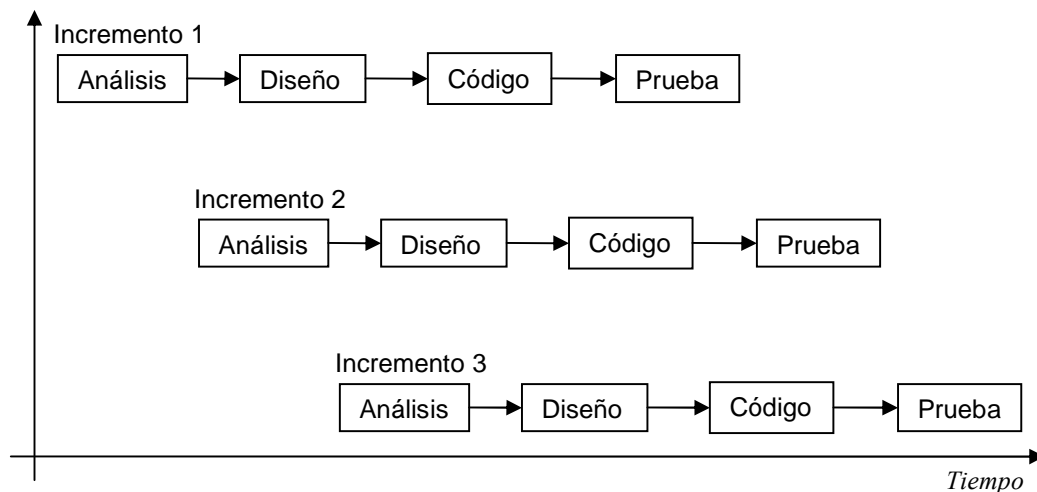 Incremento 1
Análisis Diseño Código Prueba
Incremento 2
Análisis Diseño Código Prueba
Incremento 3
Análisis Diseño Código Prueba
Tiempo